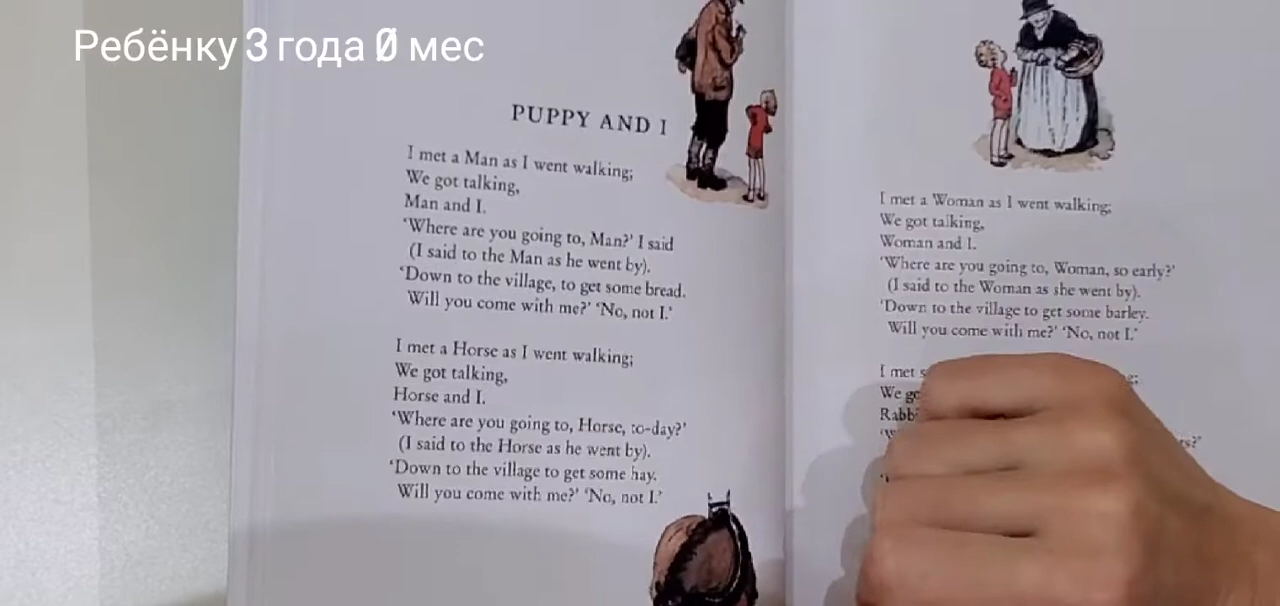 Ребёнку 3 года 0 мес
PUPPY AND I
I met a Man as I went walking;
We got talking,
Man and I.
‘Where are you going to, Man?’ I said
(I said to the Man as he went by).
‘Down to the village, to get some bread.
Will you come with me?’ ‘No, not I.’
I met a Horse as I went walking;
We got talking,
Horse and I.
‘Where are you going to, Horse, to-day?’
(I said to the Horse as he went by).
‘Down to the village to get some hay.
Will you come with me?’ ‘No, not I.’
I met a Woman as I went walking;
We got talking,
Woman and I.
‘Where are you going to, Woman, so early?’
(I said to the Woman as she went by).
‘Down to the village to get some barley.
Will you come with me?’ ‘No, not I.’
I met
We